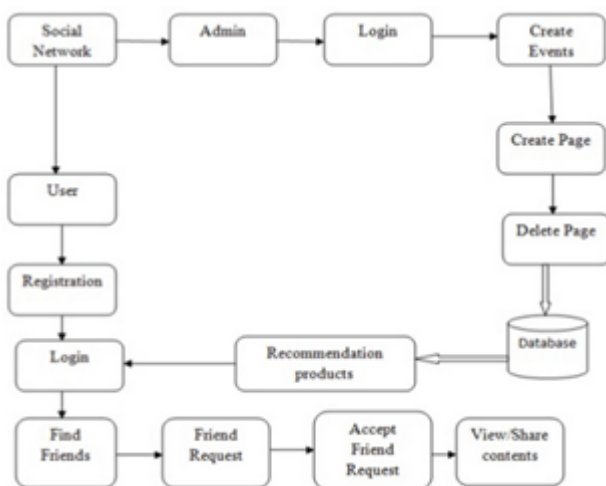 Social
Network
Admin
Login
Create
Events
Create Page
User
Delete Page
Registration
Database
Login
Recommendation
products
Find
Friends
Friend
Request
Accept
Friend
Request
View/Share
contents